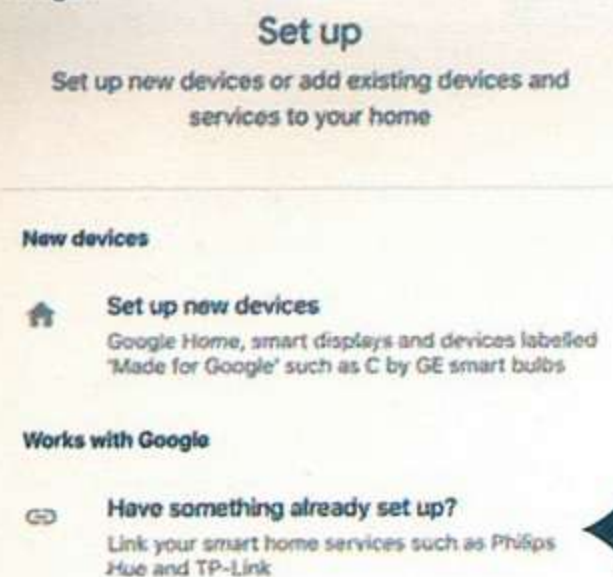 Set up
Set up new devices or add existing devices and
services to your home
New devices
Set up new devices
Google Home, smart displays and devices labelled
'Made for Google' such as C by GE smart bulbs
Works with Google
Have something already set up?
Link your smart home services such as Philips
Hue and TP-Link